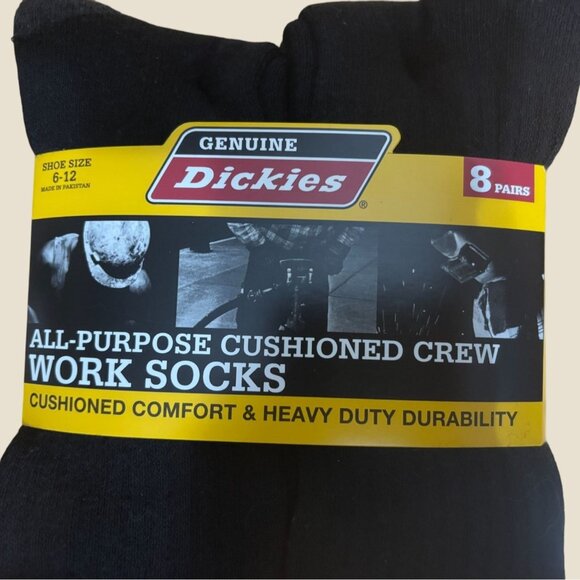 GENUINE
Dickies
®
SHOE SIZE
6-12
MADE IN PAKISTAN
8 PAIRS
ALL-PURPOSE CUSHIONED CREW
WORK SOCKS
CUSHIONED COMFORT & HEAVY DUTY DURABILITY